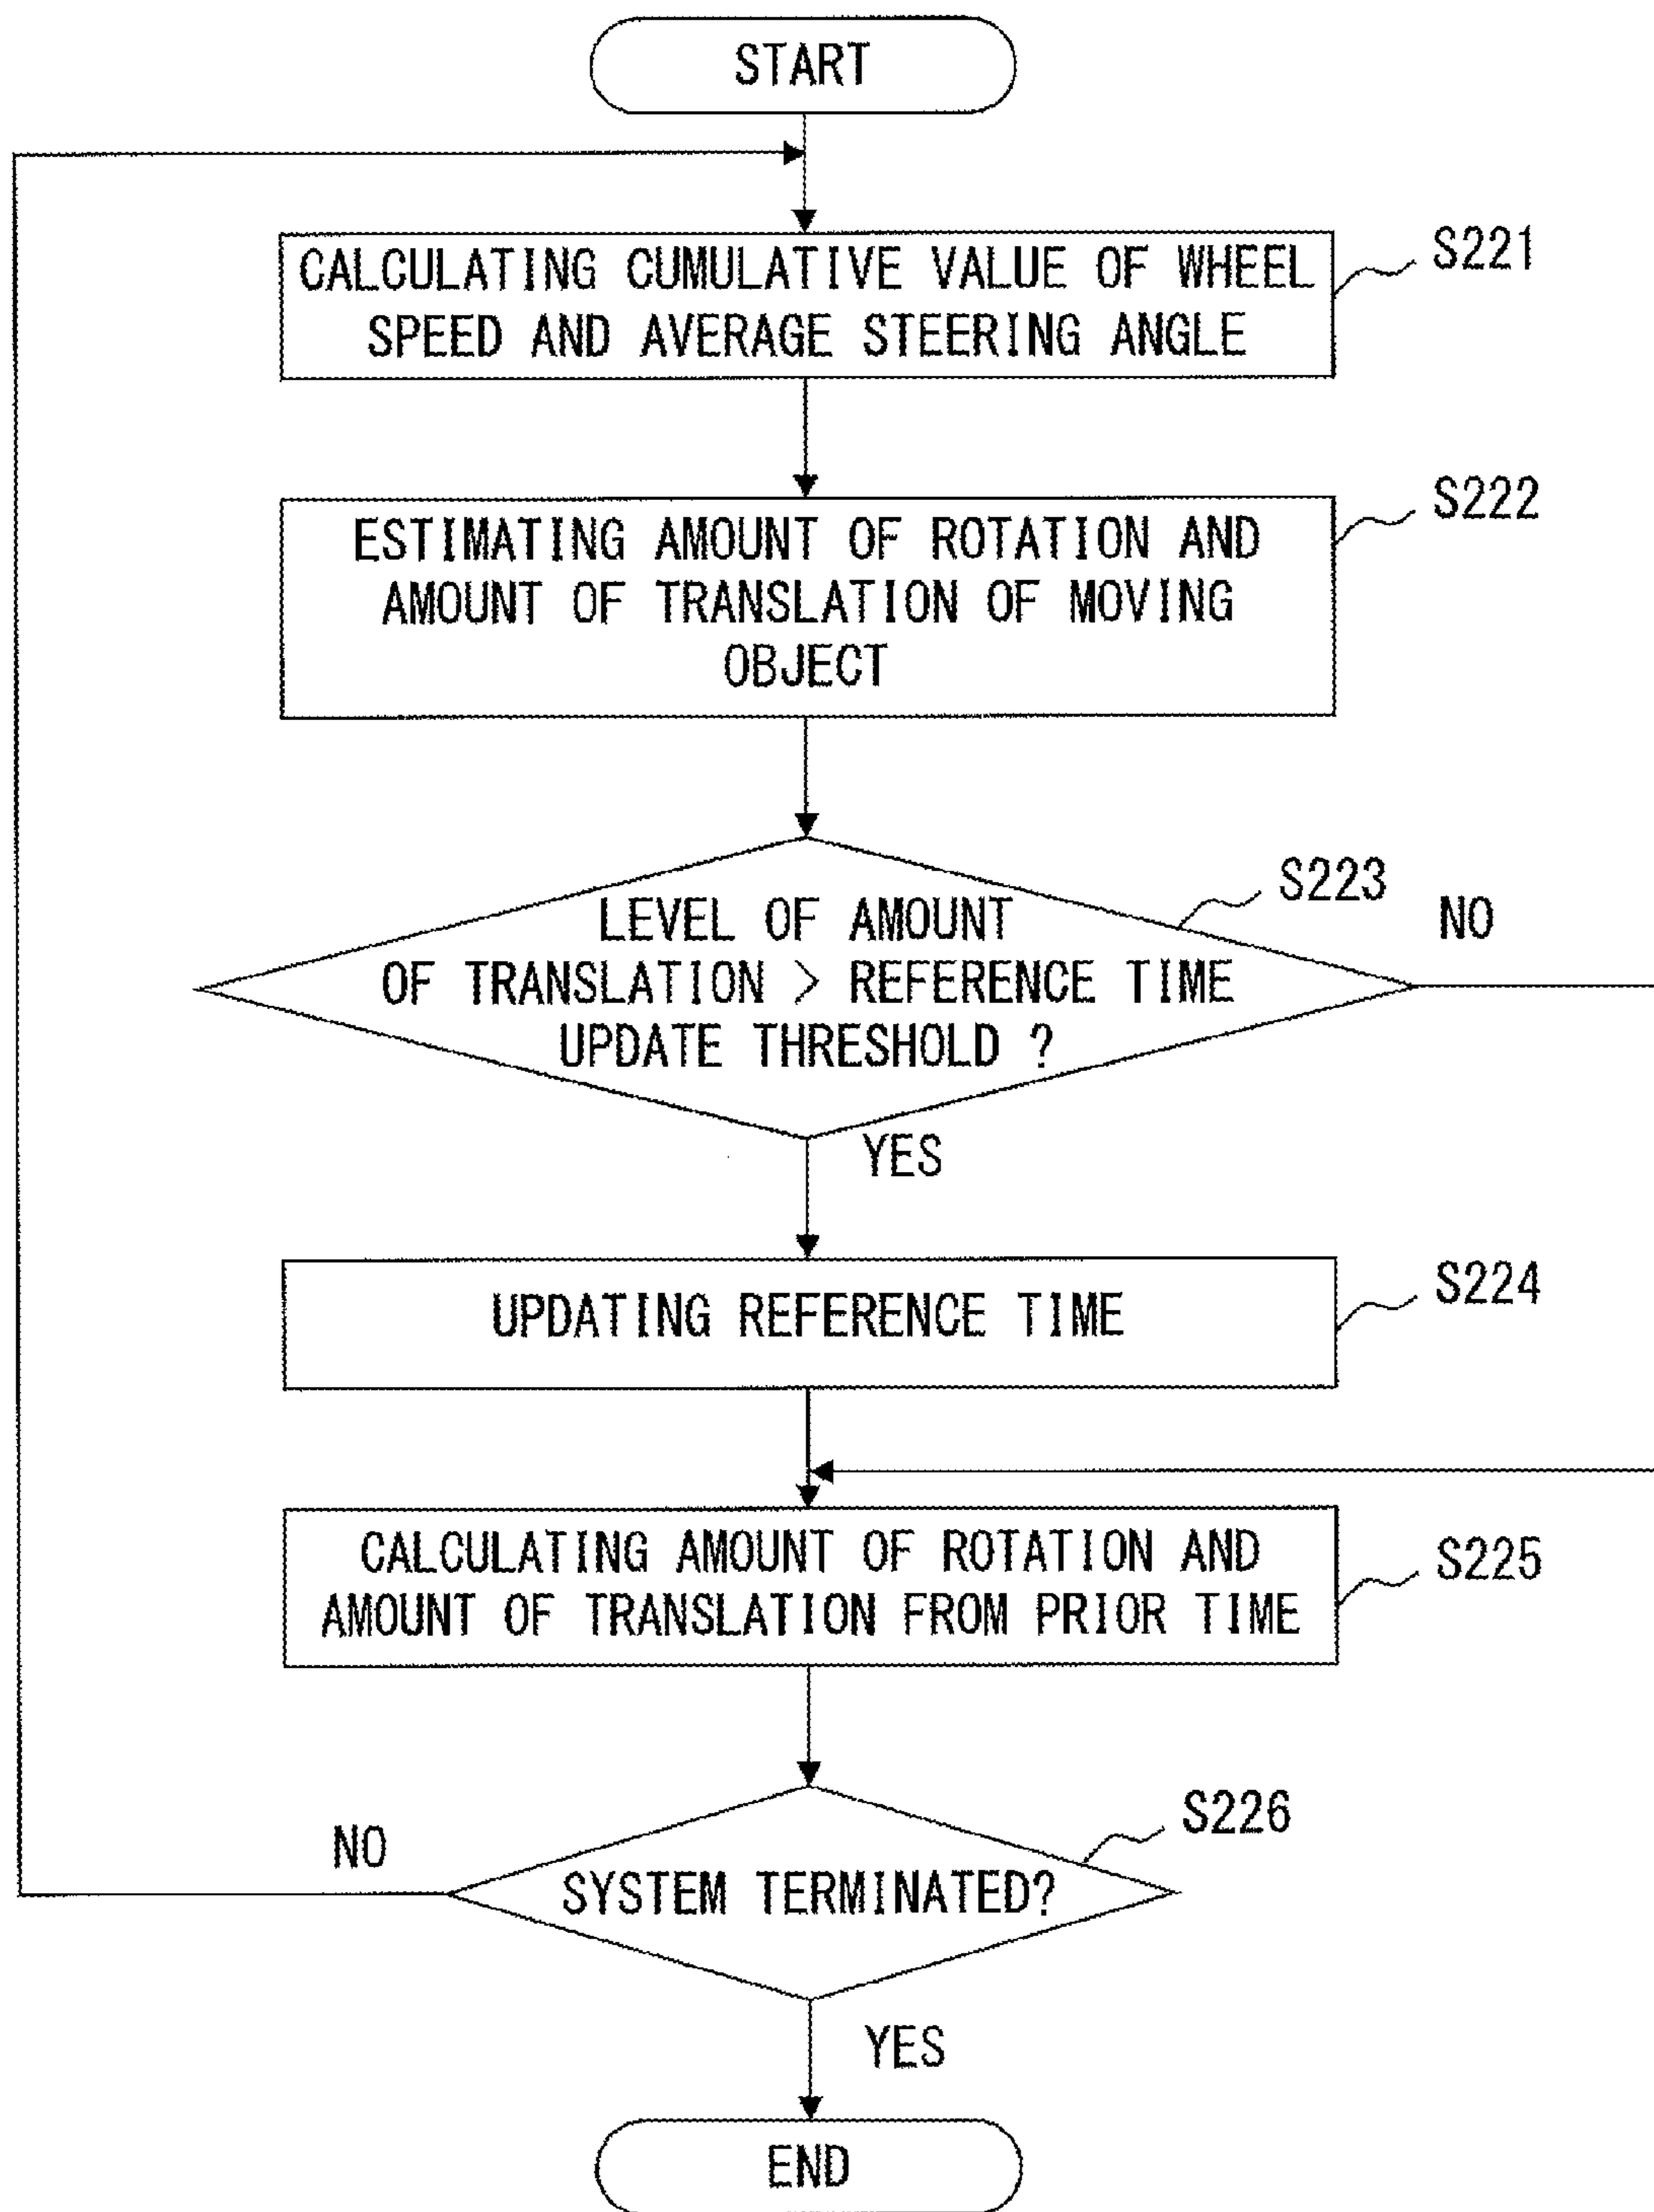 START
CALCULATING CUMULATIVE VALUE OF WHEEL
SPEED AND AVERAGE STEERING ANGLE
S221
ESTIMATING AMOUNT OF ROTATION AND
AMOUNT OF TRANSLATION OF MOVING
OBJECT
S222
LEVEL OF AMOUNT
OF TRANSLATION > REFERENCE TIME
UPDATE THRESHOLD ?
S223
NO
YES
UPDATING REFERENCE TIME
S224
CALCULATING AMOUNT OF ROTATION AND
AMOUNT OF TRANSLATION FROM PRIOR TIME
S225
SYSTEM TERMINATED?
S226
NO
YES
END